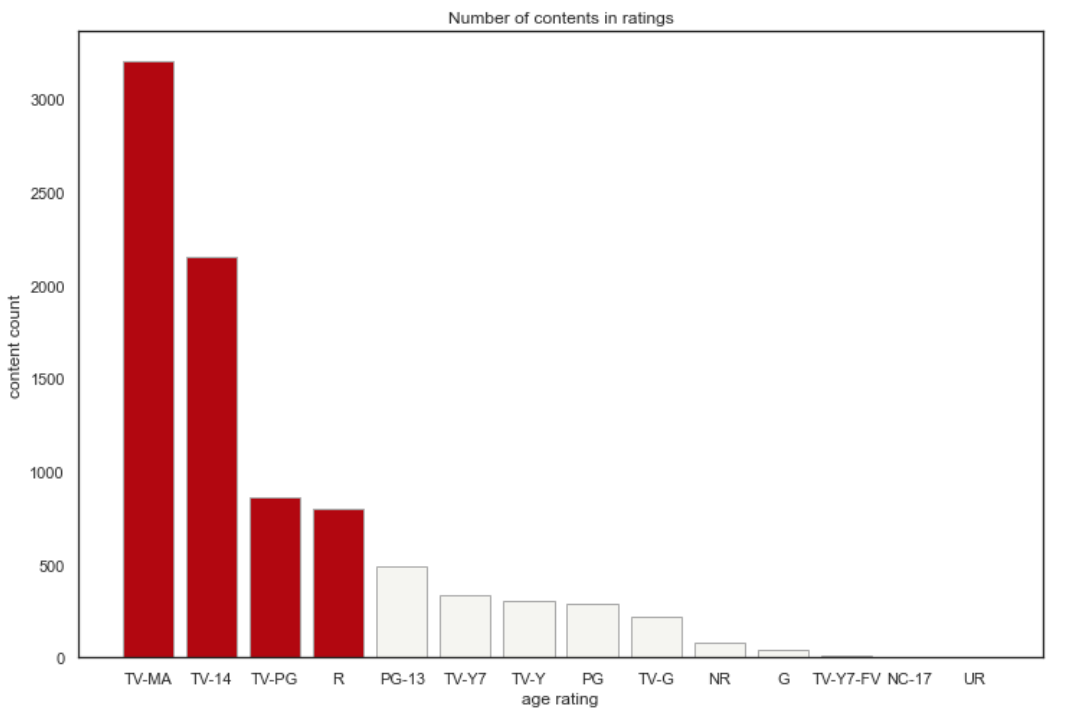 Number of contents in ratings
3000
2500
2000
1500
1000
500
0
content count
TV-MA TV-14 TV-PG R PG-13 TV-Y7 TV-Y PG TV-G NR G TV-Y7-FV NC-17 UR
age rating